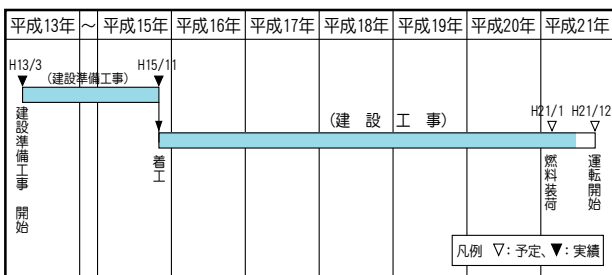 平成13年 ～ 平成15年 平成16年 平成17年 平成18年 平成19年 平成20年 平成21年
H13/3 H15/11
▼ (建設準備工事) ▼
建設準備工事 開始
着工
(建 設 工 事)
H21/1 H21/12
▽ ▽
燃料装荷
運転開始
凡例 ▽：予定、▼：実績